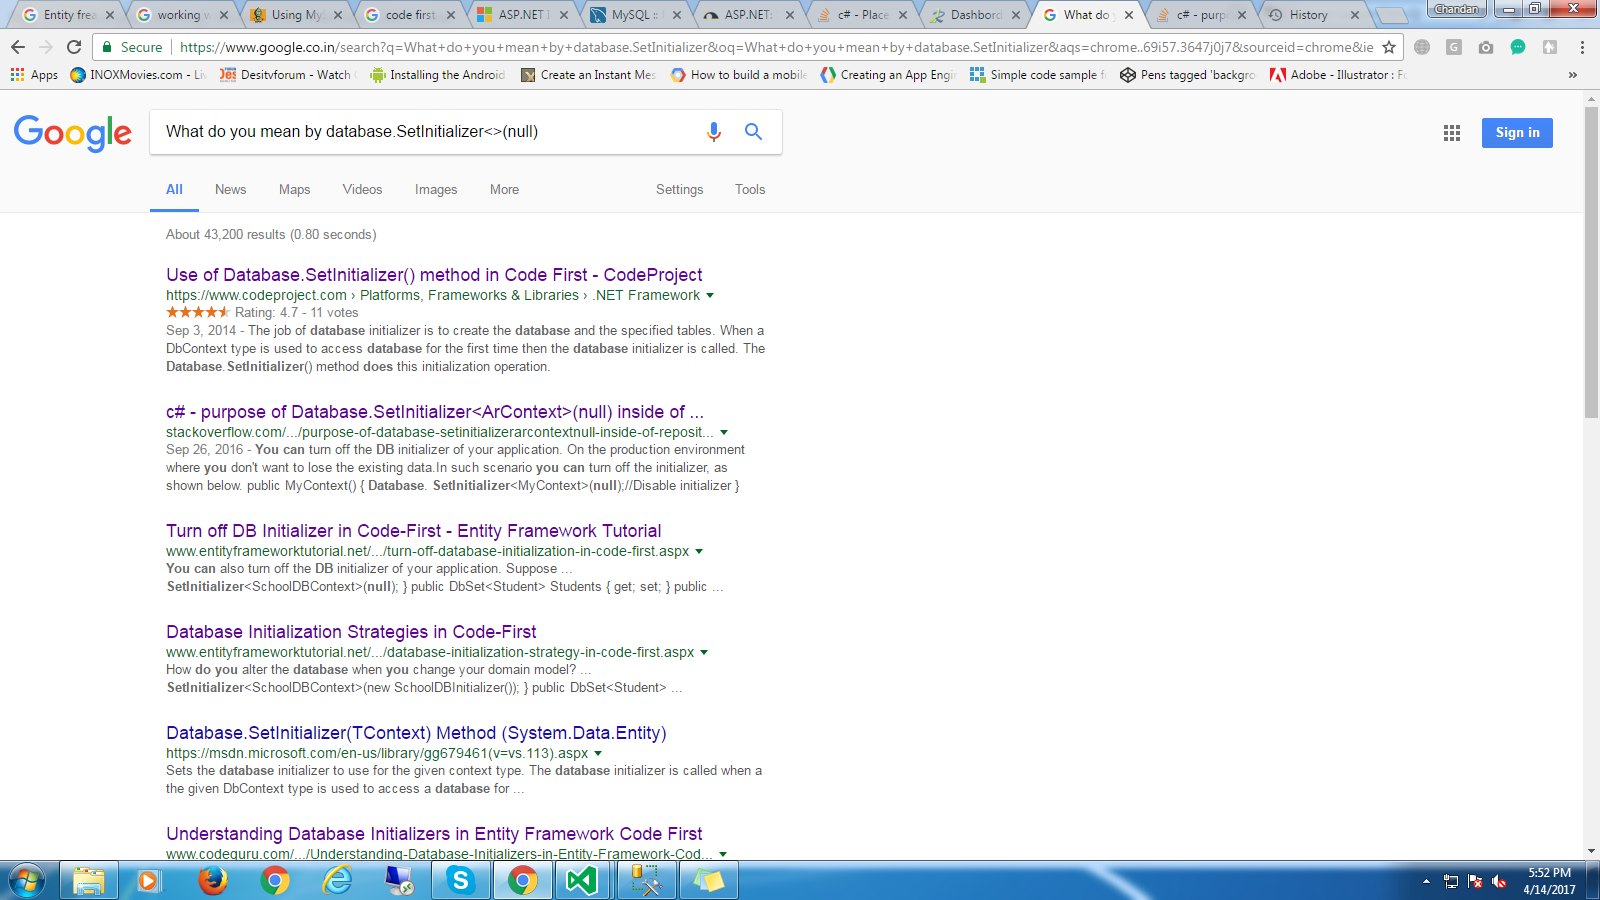 Entity frea
working w
Using MyS
code first
ASP.NET I
MySQL ::
ASP.NET:
c# - Place
Dashbord
What do y
c# - purp
History
Chandan
Secure
https://www.google.co.in/search?q=What+do+you+mean+by+database.SetInitializer&oq=What+do+you+mean+by+database.SetInitializer&aqs=chrome..69i57.3647j0j7&sourceid=chrome&ie
Apps
INOXMovies.com - Liv
Desitvforum - Watch
Installing the Android
Create an Instant Mes
How to build a mobile
Creating an App Engi
Simple code sample f
Pens tagged 'backgro
Adobe - Illustrator : Fo
»
Google
What do you mean by database.SetInitializer<>(null)
Sign in
All News Maps Videos Images More Settings Tools
About 43,200 results (0.80 seconds)
Use of Database.SetInitializer() method in Code First - CodeProject
https://www.codeproject.com › Platforms, Frameworks & Libraries › .NET Framework
Rating: 4.7 - 11 votes
Sep 3, 2014 - The job of database initializer is to create the database and the specified tables. When a
DbContext type is used to access database for the first time then the database initializer is called. The
Database.SetInitializer() method does this initialization operation.
c# - purpose of Database.SetInitializer<ArContext>(null) inside of ...
stackoverflow.com/.../purpose-of-database-setinitializerarcontextnull-inside-of-reposit...
Sep 26, 2016 - You can turn off the DB initializer of your application. On the production environment
where you don't want to lose the existing data.In such scenario you can turn off the initializer, as
shown below. public MyContext() { Database. SetInitializer<MyContext>(null);//Disable initializer }
Turn off DB Initializer in Code-First - Entity Framework Tutorial
www.entityframeworktutorial.net/.../turn-off-database-initialization-in-code-first.aspx
You can also turn off the DB initializer of your application. Suppose ...
SetInitializer<SchoolDBContext>(null); } public DbSet<Student> Students { get; set; } public ...
Database Initialization Strategies in Code-First
www.entityframeworktutorial.net/.../database-initialization-strategy-in-code-first.aspx
How do you alter the database when you change your domain model? ...
SetInitializer<SchoolDBContext>(new SchoolDBInitializer()); } public DbSet<Student> ...
Database.SetInitializer(TContext) Method (System.Data.Entity)
https://msdn.microsoft.com/en-us/library/gg679461(v=vs.113).aspx
Sets the database initializer to use for the given context type. The database initializer is called when a
the given DbContext type is used to access a database for ...
Understanding Database Initializers in Entity Framework Code First
www.codeguru.com/.../Understanding-Database-Initializers-in-Entity-Framework-Cod...
5:52 PM
4/14/2017